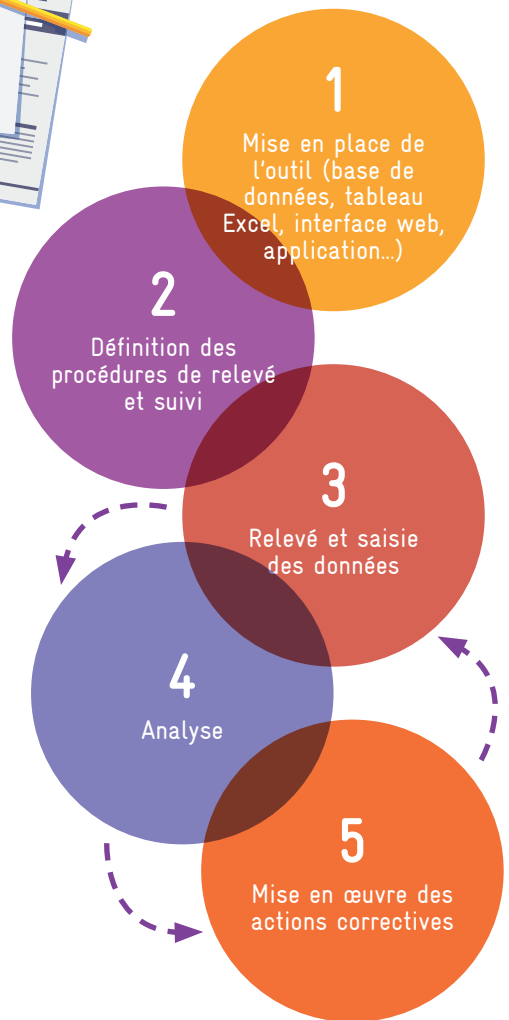 1
Mise en place de
l'outil (base de
données, tableau
Excel, interface web,
application...)
2
Définition des
procédures de relevé
et suivi
3
Relevé et saisie
des données
4
Analyse
5
Mise en œuvre des
actions correctives